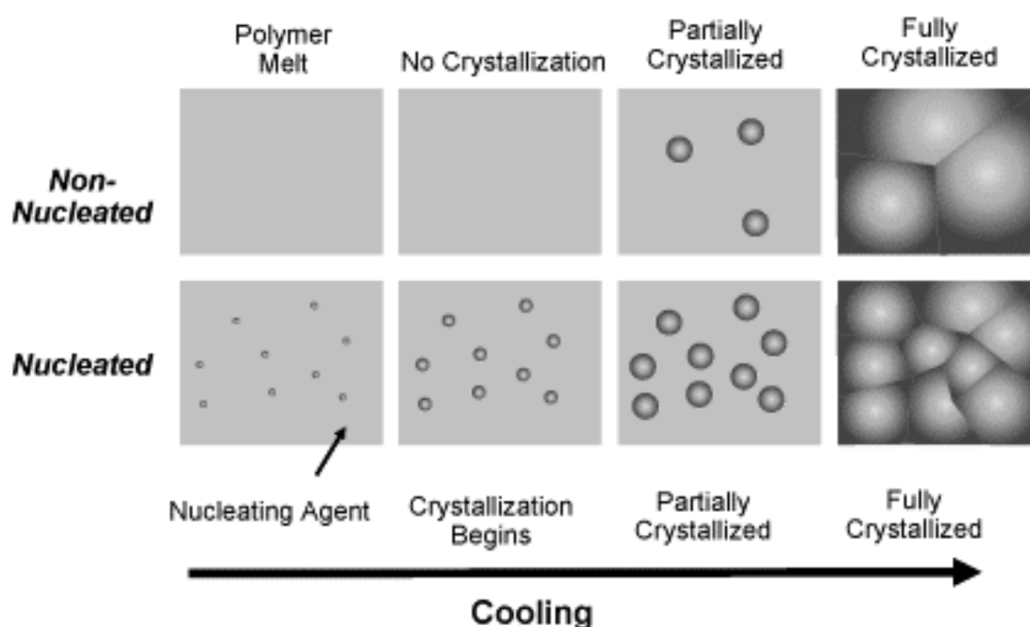 Polymer
Melt
No Crystallization
Partially
Crystallized
Fully
Crystallized
Non-
Nucleated
Nucleated
Nucleating Agent
Crystallization
Begins
Partially
Crystallized
Fully
Crystallized
Cooling